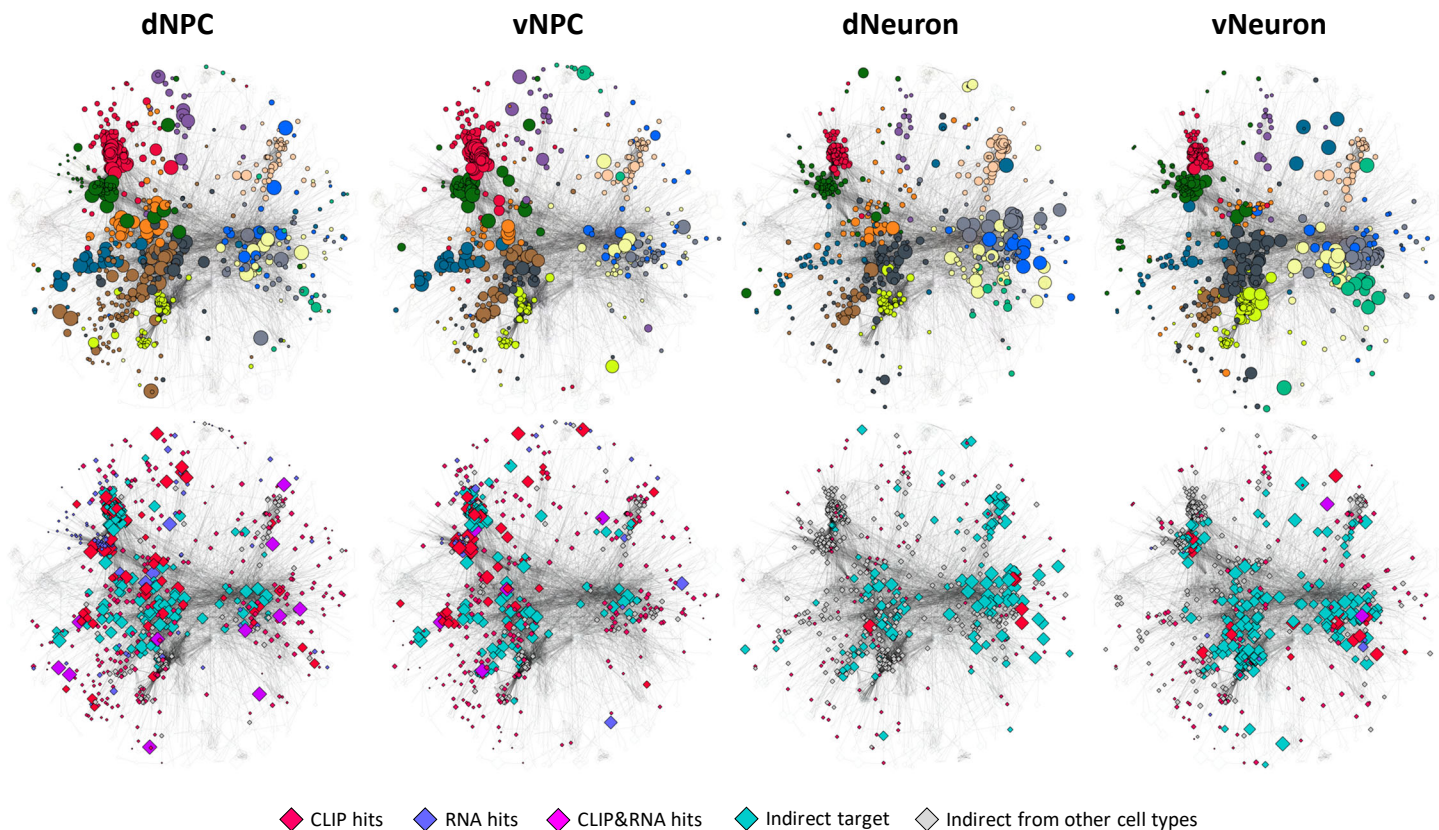 dNPC vNPC dNeuron vNeuron
CLIP hits RNA hits CLIP&RNA hits Indirect target Indirect from other cell types